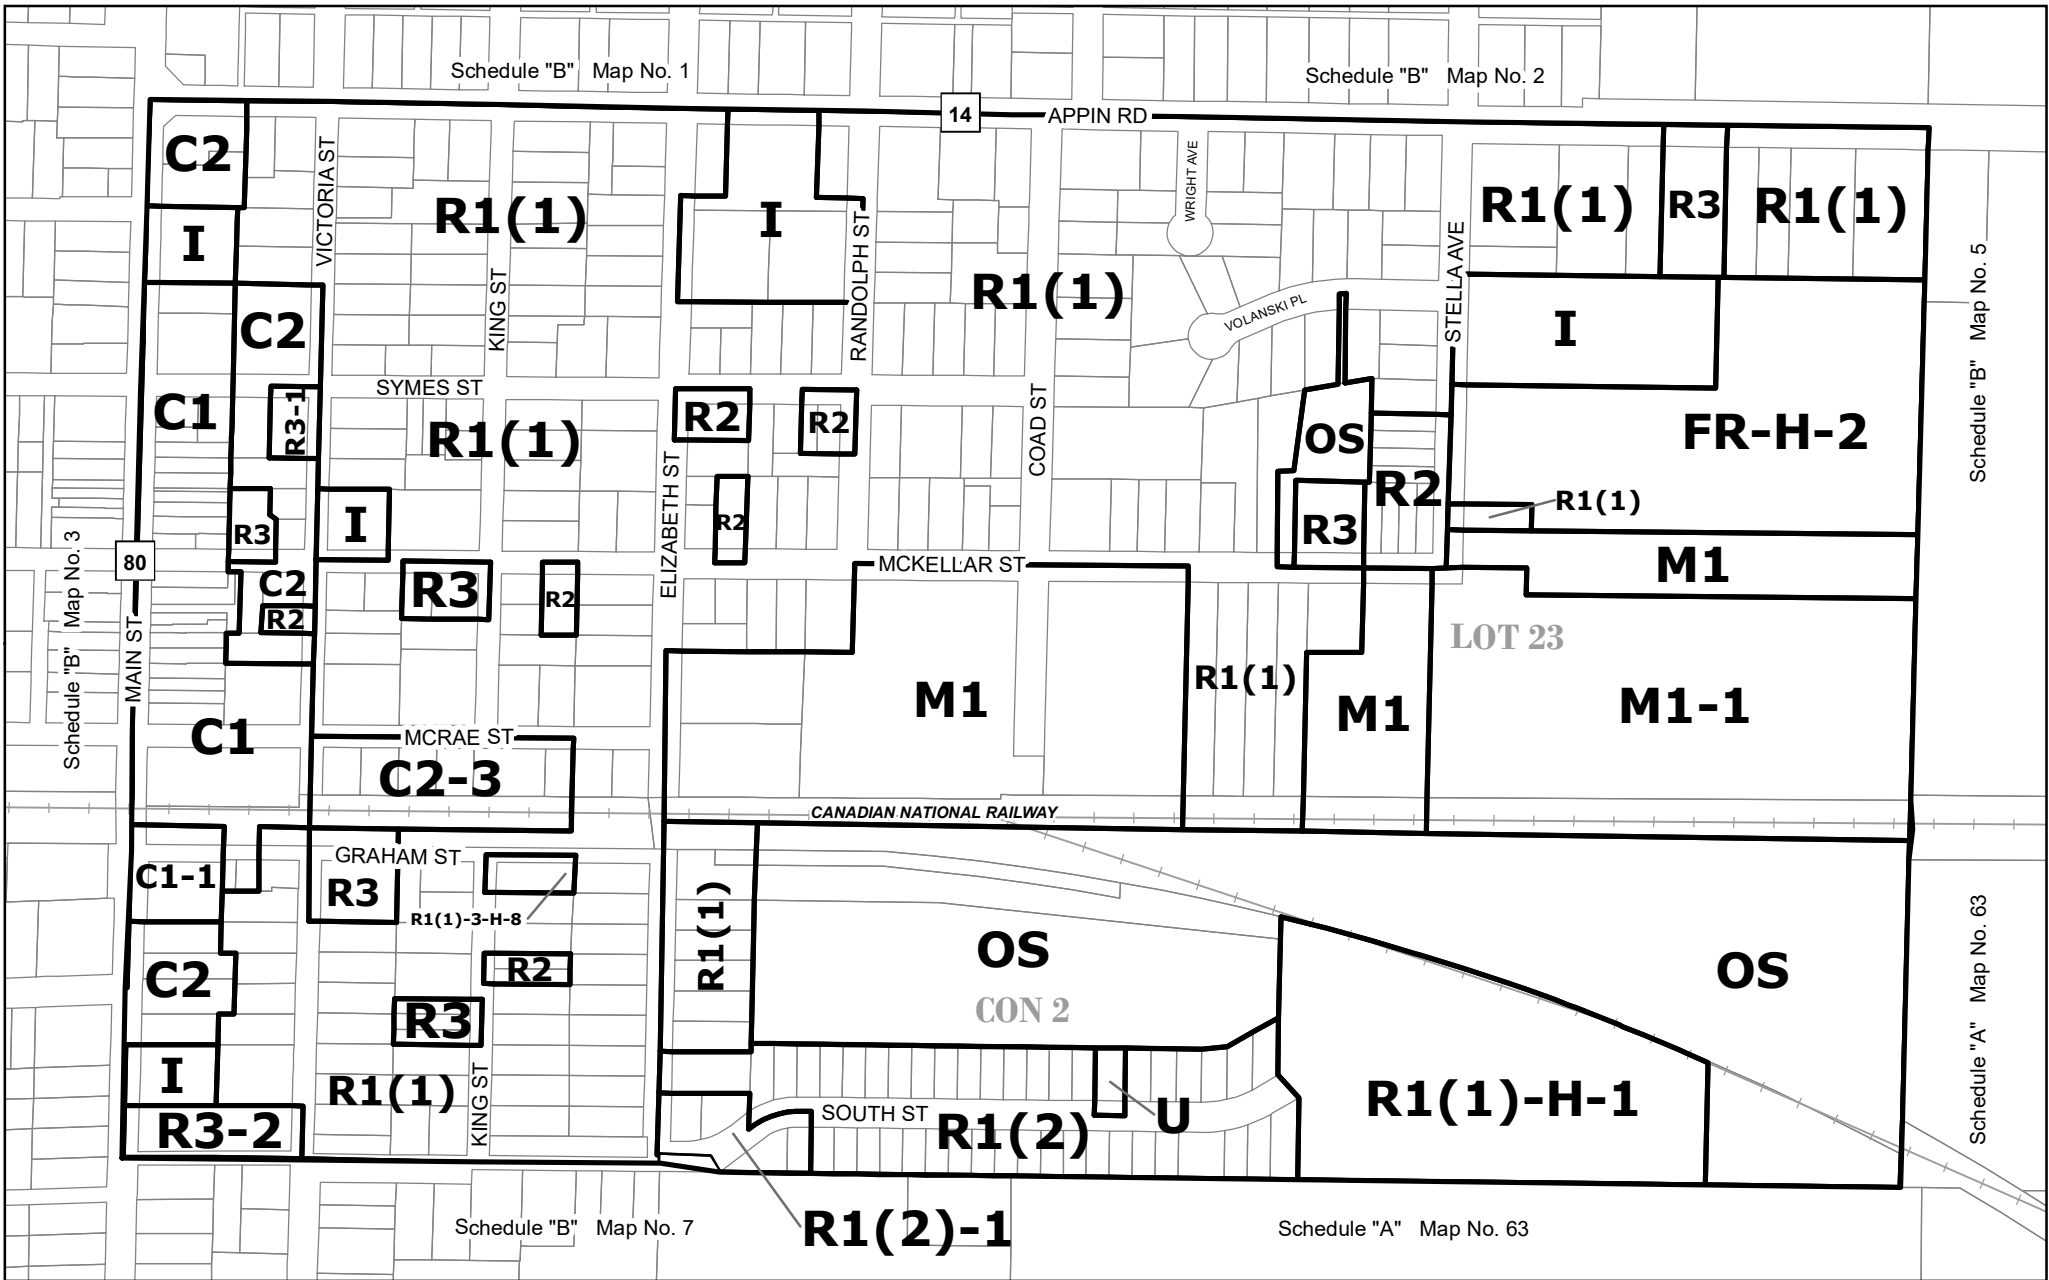 Schedule "B" Map No. 1
Schedule "B" Map No. 2
14
APPIN RD
C2
VICTORIA ST
WRIGHT AVE
R1(1)
R3
R1(1)
R1(1)
I
I
RANDOLPH ST
STELLA AVE
Schedule "B" Map No. 5
KING ST
R1(1)
VOLANSKI PL
C2
I
SYMES ST
C1
R3-1
R1(1)
R2
R2
COAD ST
OS
FR-H-2
R2
R1(1)
ELIZABETH ST
R2
R3
I
R3
80
Schedule "B" Map No. 3
MCKELLAR ST
M1
C2
R3
R2
R2
MAIN ST
LOT 23
R1(1)
M1
M1
M1-1
C1
MCRAE ST
C2-3
CANADIAN NATIONAL RAILWAY
GRAHAM ST
C1-1
R3
R1(1)-3-H-8
R1(1)
OS
OS
Schedule "A" Map No. 63
C2
R2
CON 2
R3
I
R1(1)
KING ST
R1(1)-H-1
SOUTH ST
U
R3-2
R1(2)
R1(2)-1
Schedule "B" Map No. 7
Schedule "A" Map No. 63